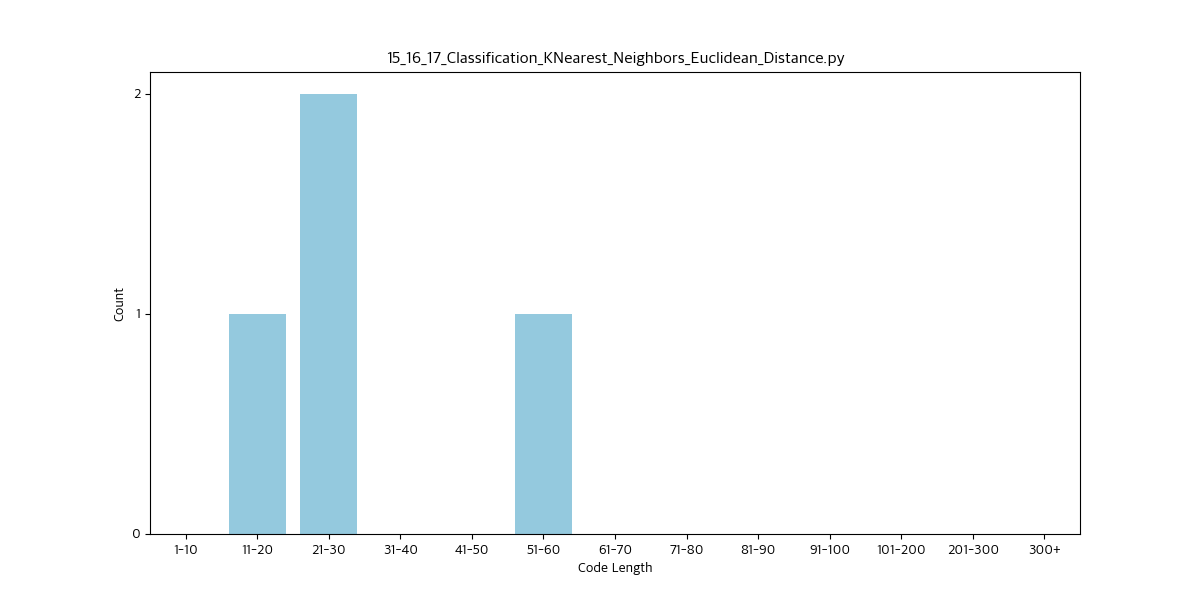 15_16_17_Classification_KNearest_Neighbors_Euclidean_Distance.py
2
1
0
Count
1-10 11-20 21-30 31-40 41-50 51-60 61-70 71-80 81-90 91-100 101-200 201-300 300+
Code Length